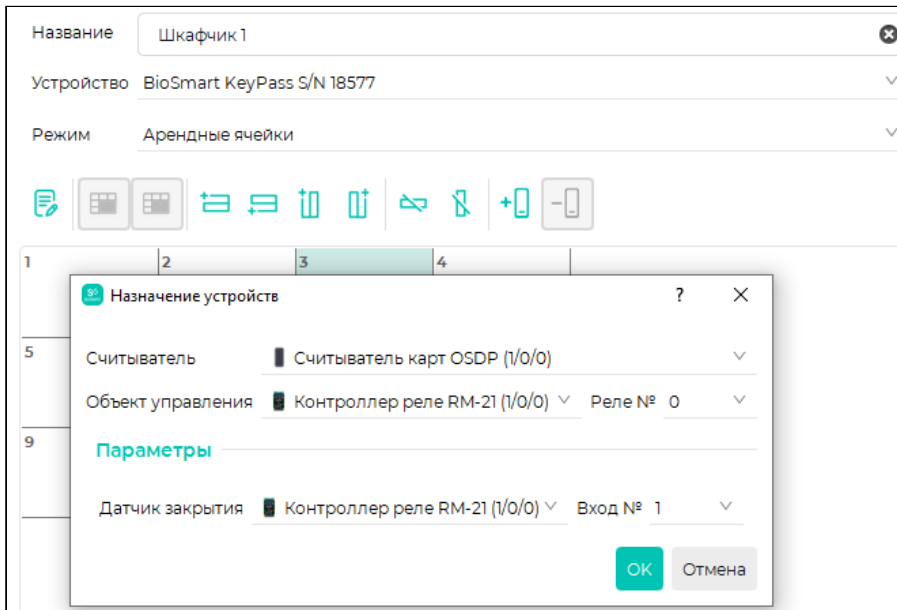 Название Шкафчик 1
Устройство BioSmart KeyPass S/N 18577
Режим Арендные ячейки
1 2 3 4
Назначение устройств ? X
5 Считыватель Считыватель карт OSDP (1/0/0)
Объект управления Контроллер реле RM-21 (1/0/0) Реле № 0
9 Параметры
Датчик закрытия Контроллер реле RM-21 (1/0/0) Вход № 1
OK Отмена